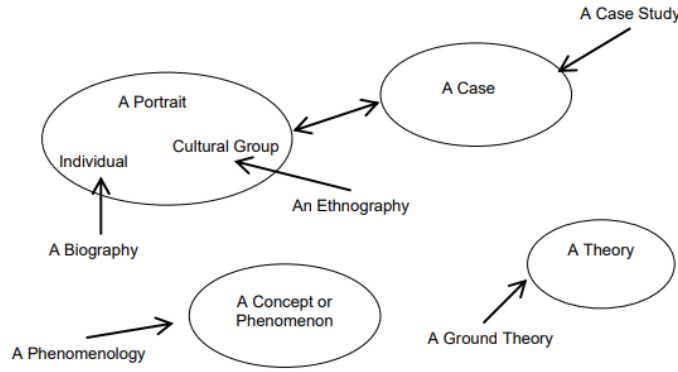 A Case Study
A Case
A Portrait
Cultural Group
Individual
An Ethnography
A Biography
A Theory
A Concept or
Phenomenon
A Ground Theory
A Phenomenology